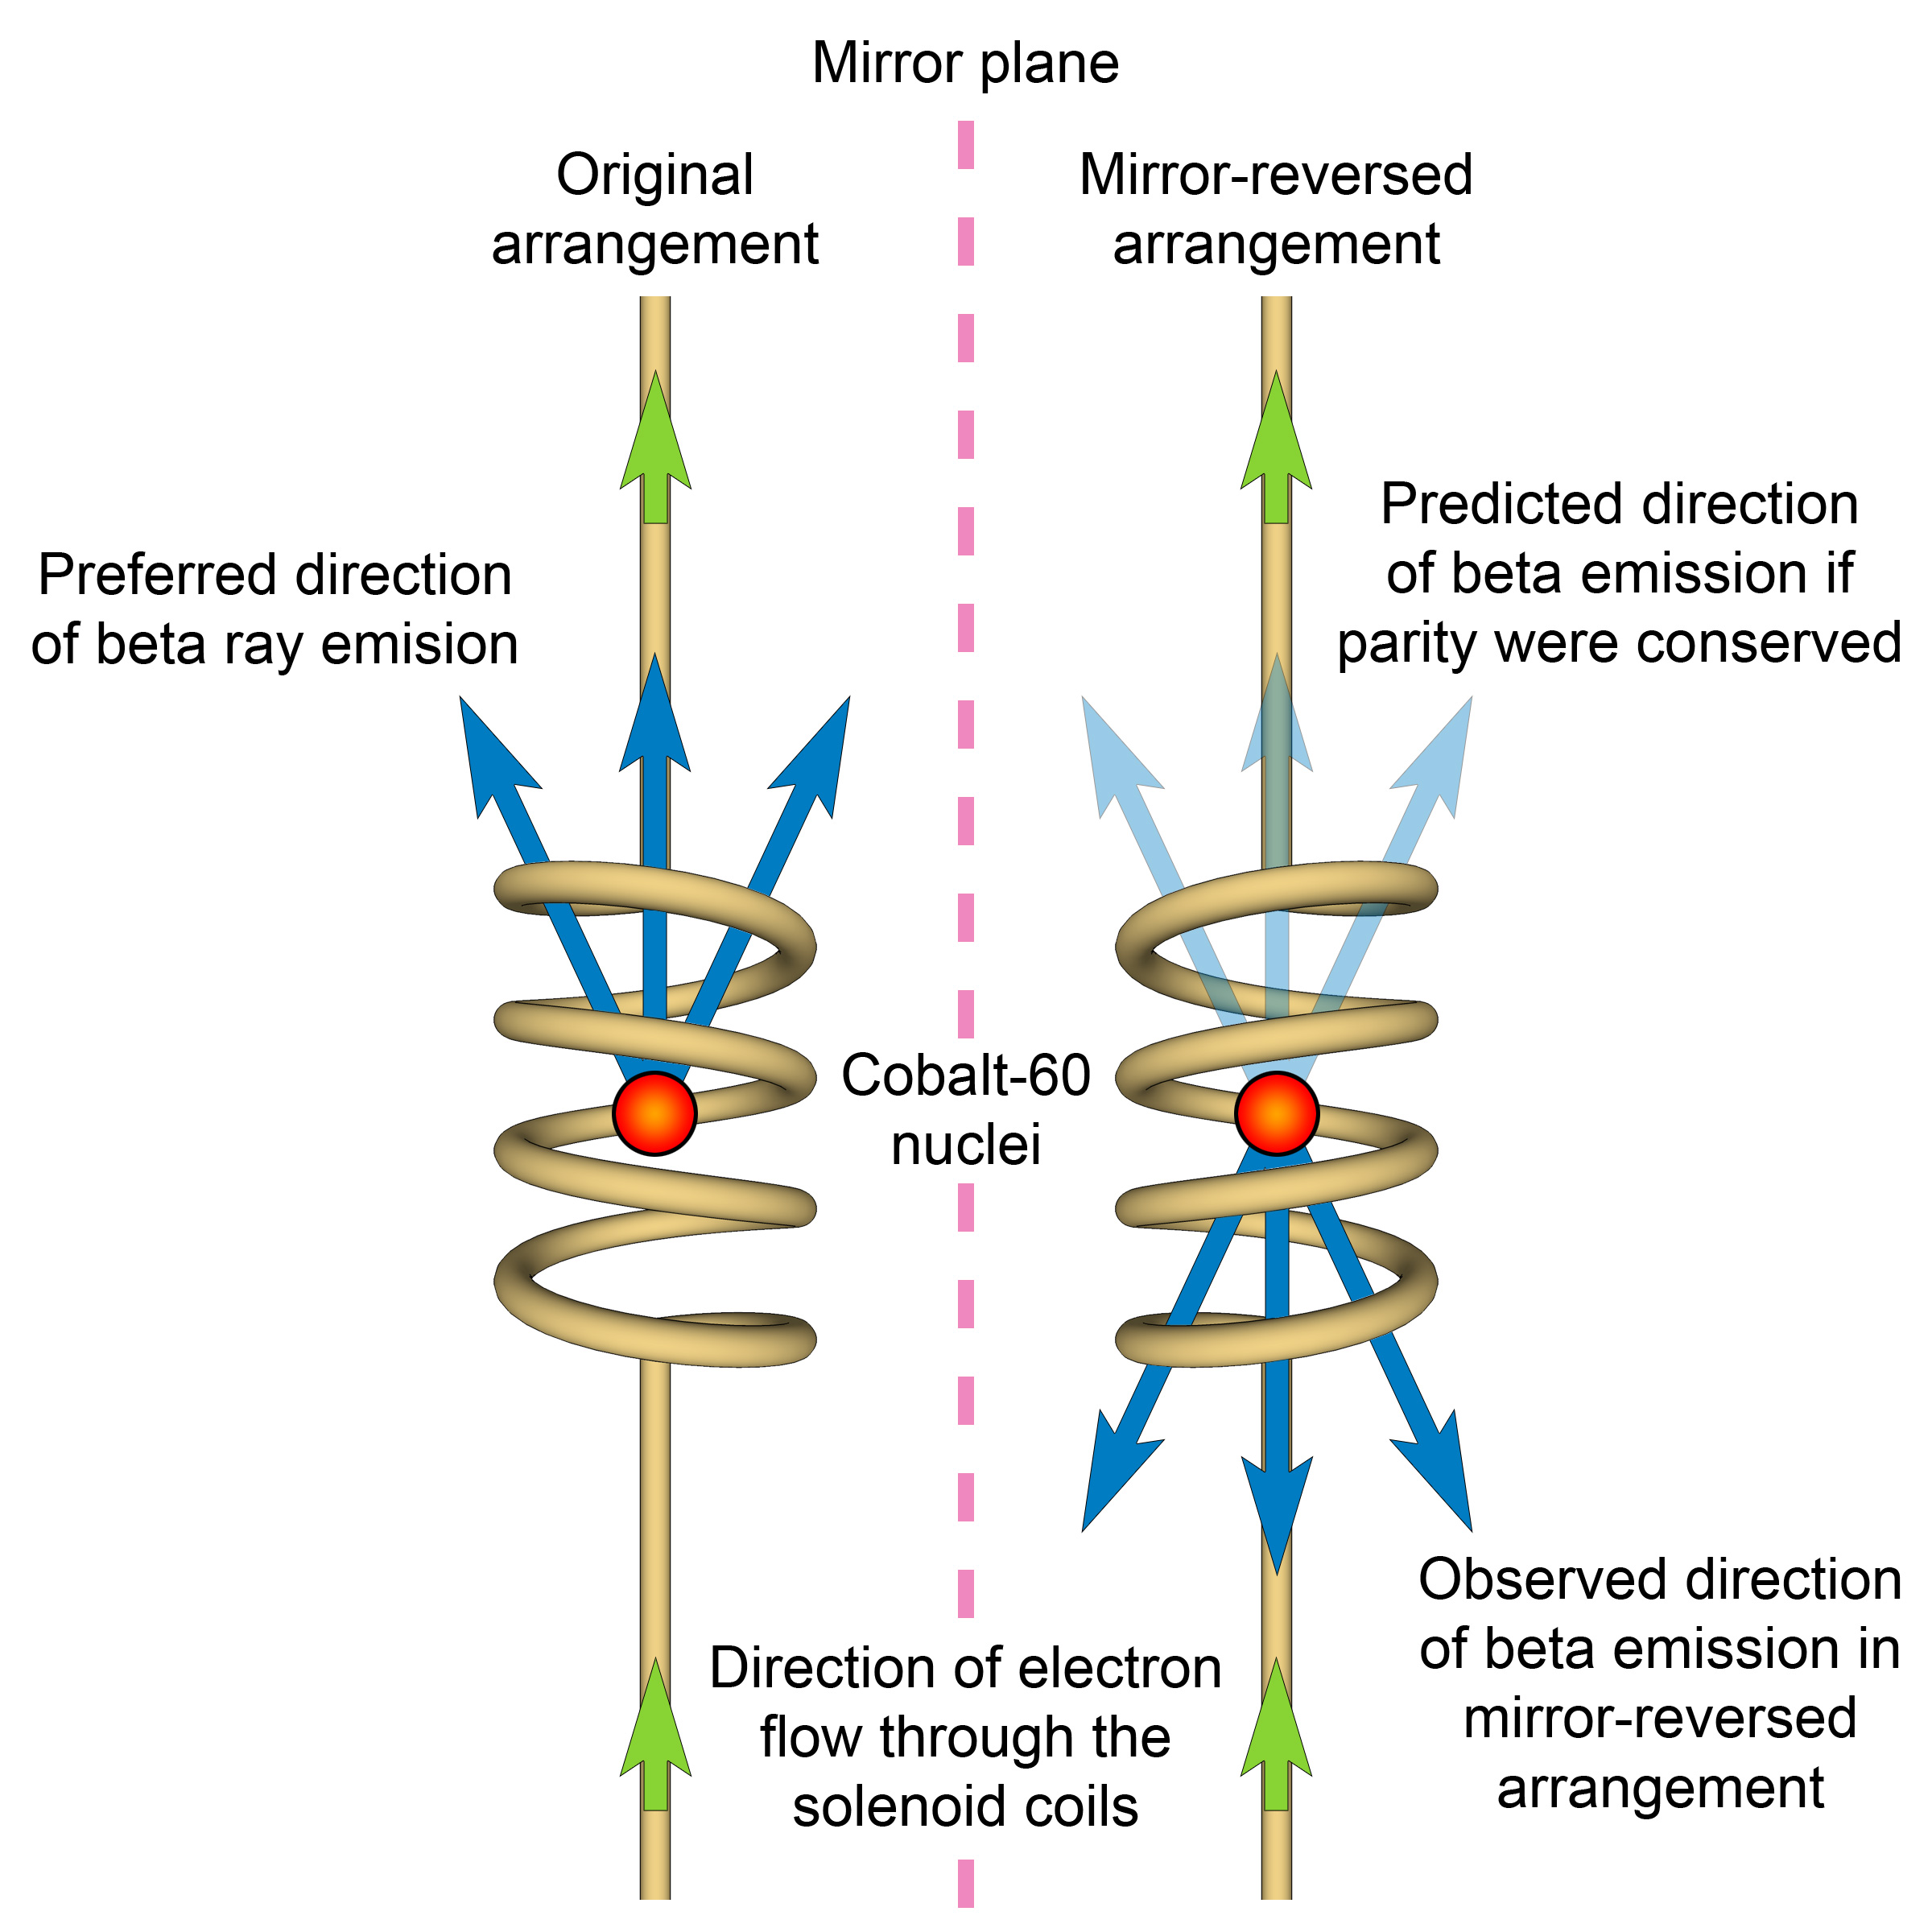 Mirror plane
Original
arrangement
Mirror-reversed
arrangement
Preferred direction
of beta ray emision
Predicted direction
of beta emission if
parity were conserved
Cobalt-60
nuclei
Direction of electron
flow through the
solenoid coils
Observed direction
of beta emission in
mirror-reversed
arrangement